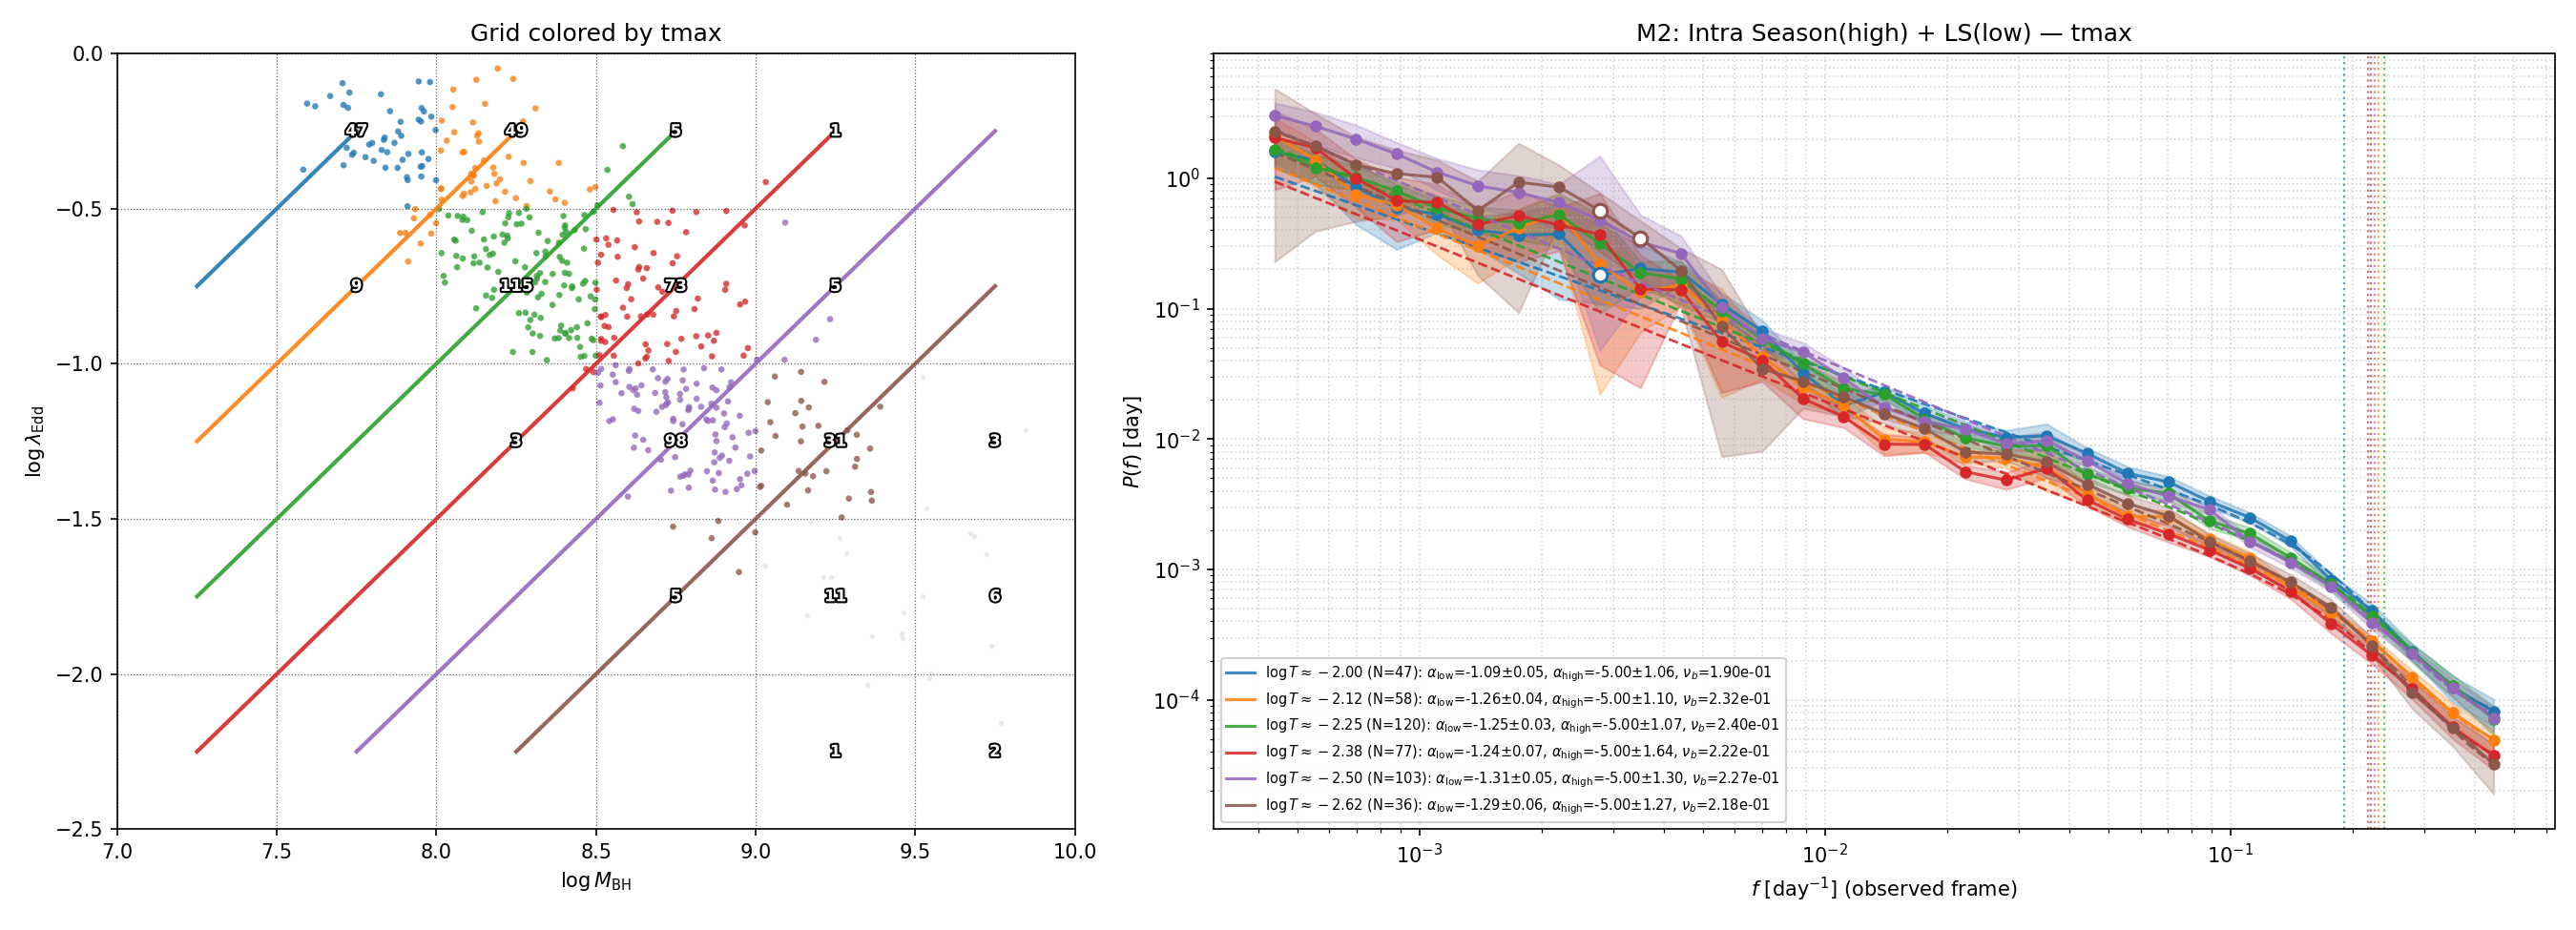 Grid colored by tmax
0.0
−0.5
−1.0
−1.5
−2.0
−2.5
log λEdd
47
49
5
1
9
115
73
5
3
98
31
3
5
11
6
1
2
7.0 7.5 8.0 8.5 9.0 9.5 10.0
log MBH
M2: Intra Season(high) + LS(low) — tmax
10⁰
10⁻¹
10⁻²
10⁻³
10⁻⁴
P(f) [day]
log T ≈ −2.00 (N=47): αlow=-1.09±0.05, αhigh=-5.00±1.06, νb=1.90e-01
log T ≈ −2.12 (N=58): αlow=-1.26±0.04, αhigh=-5.00±1.10, νb=2.32e-01
log T ≈ −2.25 (N=120): αlow=-1.25±0.03, αhigh=-5.00±1.07, νb=2.40e-01
log T ≈ −2.38 (N=77): αlow=-1.24±0.07, αhigh=-5.00±1.64, νb=2.22e-01
log T ≈ −2.50 (N=103): αlow=-1.31±0.05, αhigh=-5.00±1.30, νb=2.27e-01
log T ≈ −2.62 (N=36): αlow=-1.29±0.06, αhigh=-5.00±1.27, νb=2.18e-01
10⁻³ 10⁻² 10⁻¹
f [day⁻¹] (observed frame)